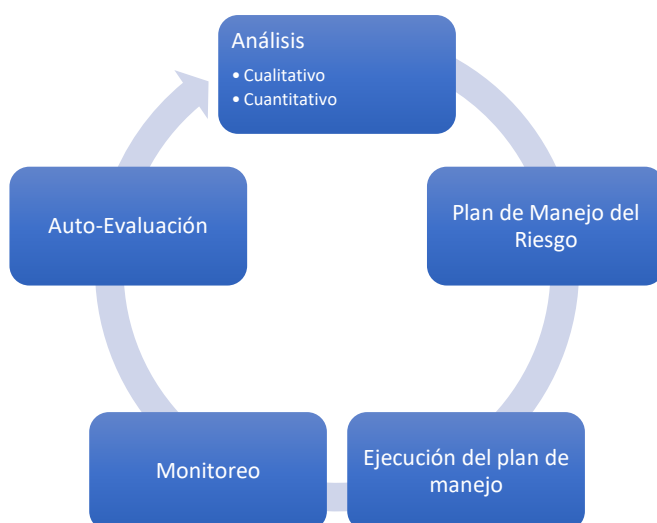 Análisis
• Cualitativo
• Cuantitativo
Plan de Manejo del
Riesgo
Ejecución del plan de
manejo
Monitoreo
Auto-Evaluación